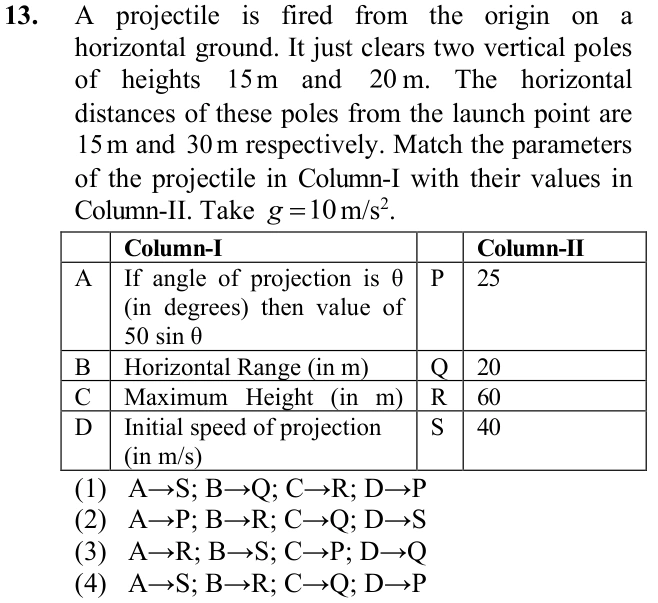 13. A projectile is fired from the origin on a
horizontal ground. It just clears two vertical poles
of heights 15 m and 20 m. The horizontal
distances of these poles from the launch point are
15 m and 30 m respectively. Match the parameters
of the projectile in Column-I with their values in
Column-II. Take g = 10 m/s².
Column-I Column-II
A If angle of projection is θ P 25
(in degrees) then value of
50 sin θ
B Horizontal Range (in m) Q 20
C Maximum Height (in m) R 60
D Initial speed of projection S 40
(in m/s)
(1) A→S; B→Q; C→R; D→P
(2) A→P; B→R; C→Q; D→S
(3) A→R; B→S; C→P; D→Q
(4) A→S; B→R; C→Q; D→P